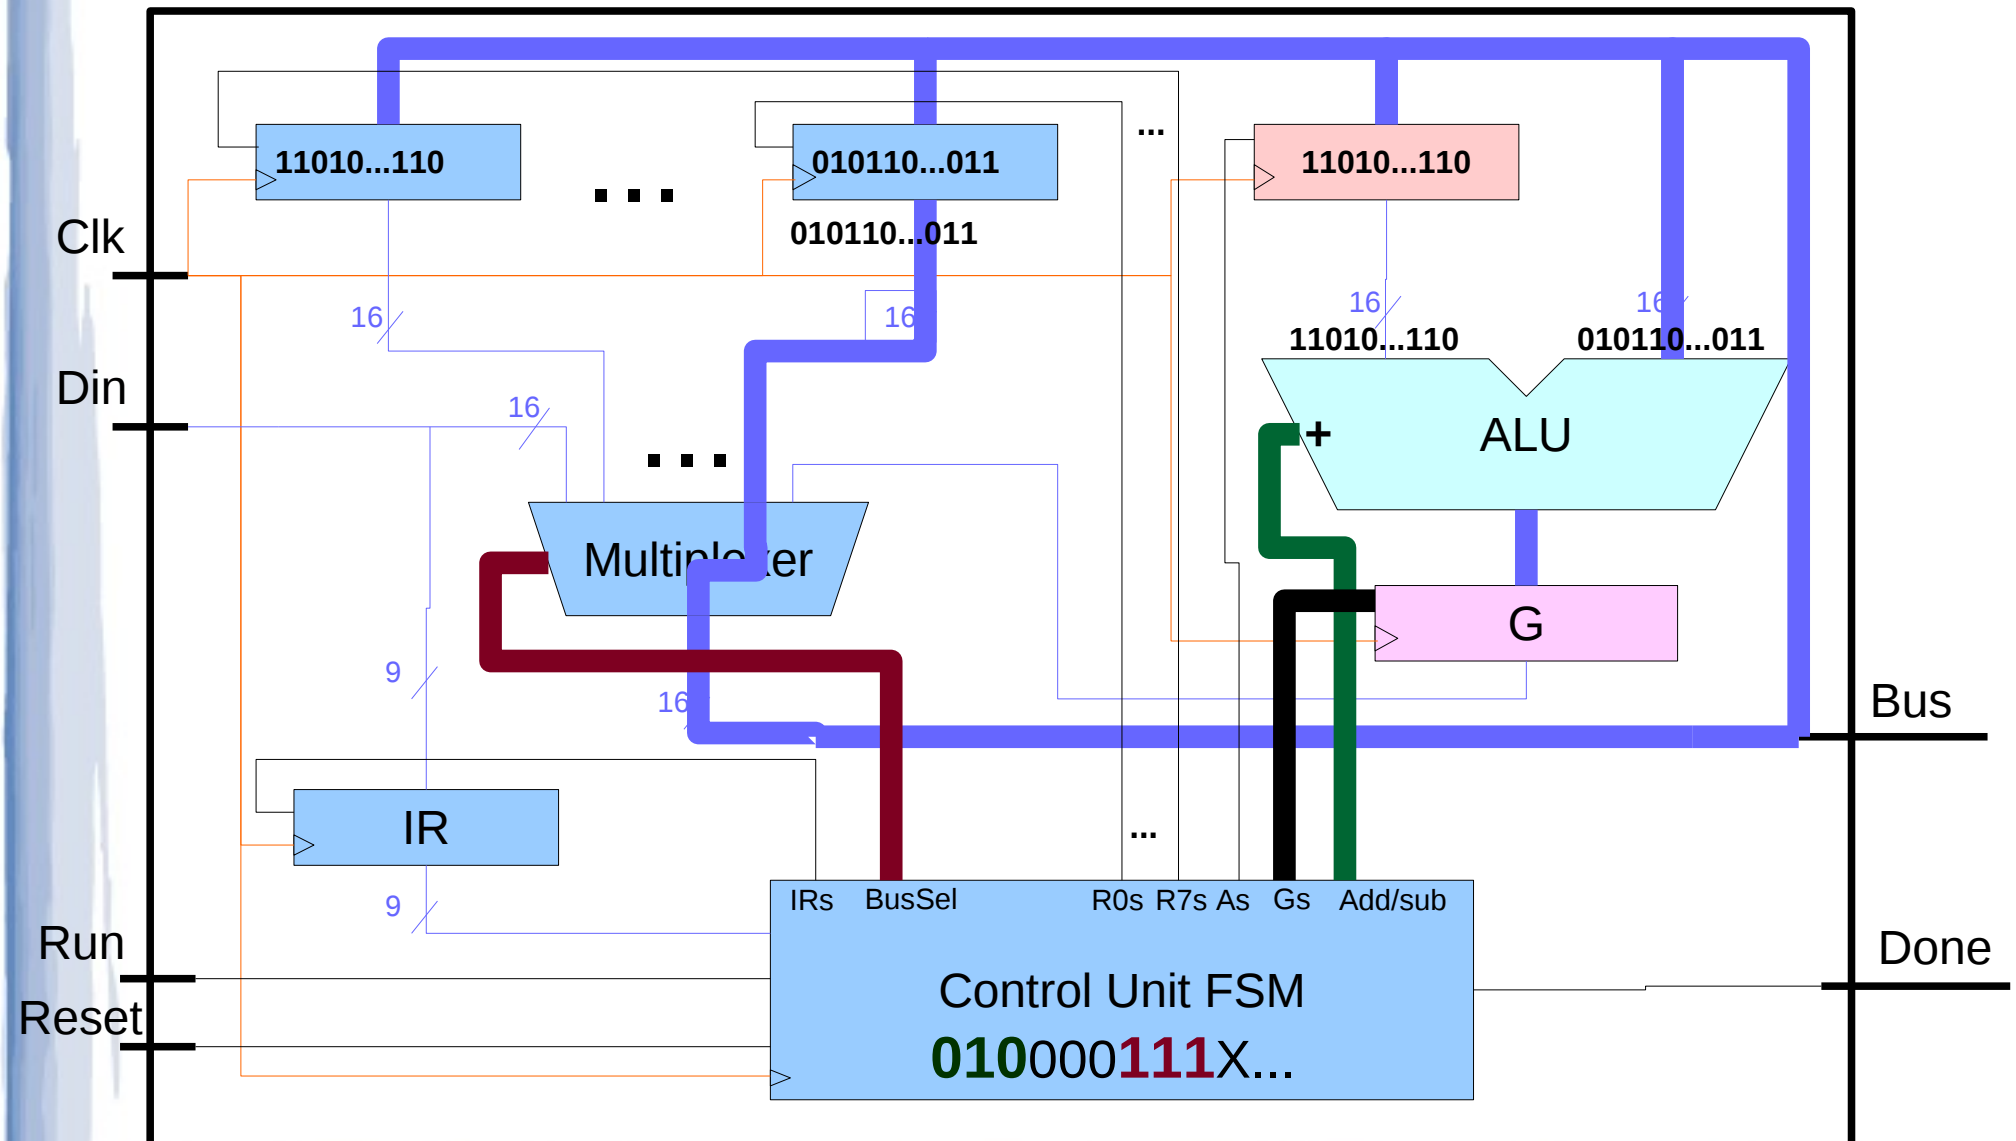 ...
11010...110
010110...011
11010...110
...
Clk
010110...011
16
16
16
16
11010...110
010110...011
Din
16
...
+
ALU
Multiplexer
G
9
16
Bus
IR
...
9
IRs BusSel R0s R7s As Gs Add/sub
Run
Done
Control Unit FSM
Reset
010000111X...